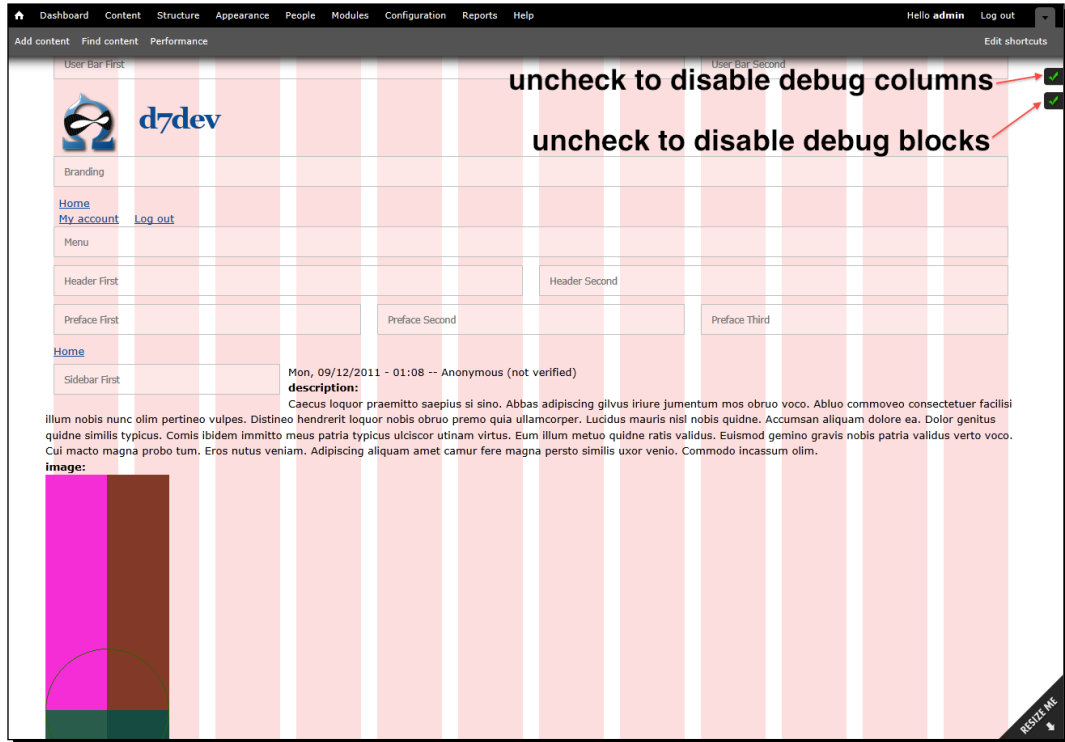 Dashboard Content Structure Appearance People Modules Configuration Reports Help Hello admin Log out
Add content Find content Performance Edit shortcuts
User Bar First User Bar Second
uncheck to disable debug columns
d7dev
uncheck to disable debug blocks
Branding
Home
My account Log out
Menu
Header First Header Second
Preface First Preface Second Preface Third
Home
Sidebar First
Mon, 09/12/2011 - 01:08 -- Anonymous (not verified)
description:
Caecus loquor praemitto saepius si sino. Abbas adipiscing gilvus iriure jumentum mos obruo voco. Abluo commoveo consectetuer facilisi
illum nobis nunc olim pertineo vulpes. Distineo hendrerit loquor nobis obruo premo quia ullamcorper. Lucidus mauris nisl nobis quidne. Accumsan aliquam dolore ea. Dolor genitus
quidne similis typicus. Comis ibidem immitto meus patria typicus ulciscor utinam virtus. Eum illum metuo quidne ratis validus. Euismod gemino gravis nobis patria validus verto voco.
Cui macto magna probo tum. Eros nutus veniam. Adipiscing aliquam amet camur fere magna persto similis uxor venio. Commodo incassum olim.
image:
RESIZE ME